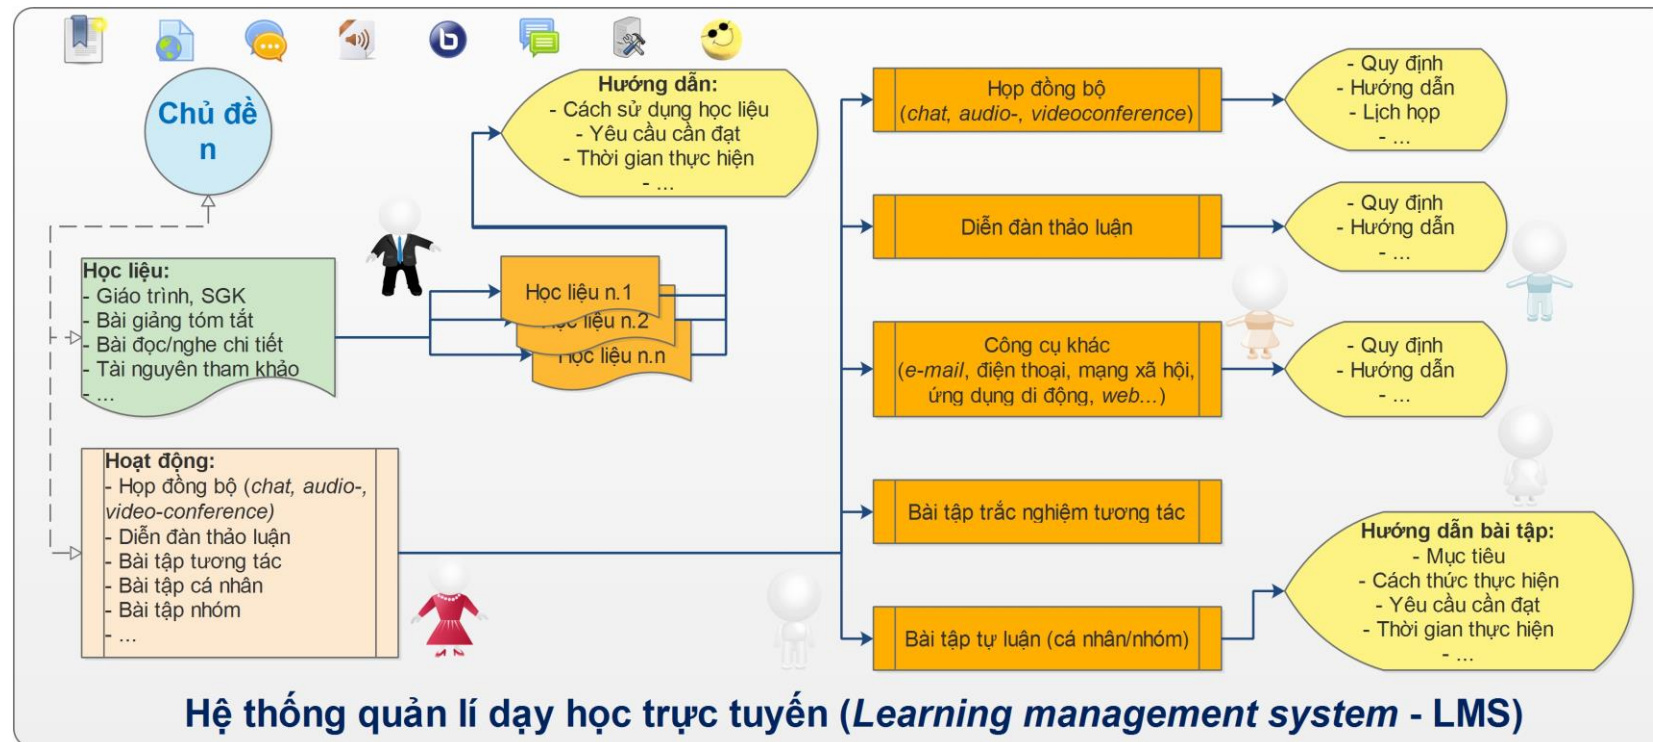 Chủ đề
n
Hướng dẫn:
- Cách sử dụng học liệu
- Yêu cầu cần đạt
- Thời gian thực hiện
- ...
Học liệu:
- Giáo trình, SGK
- Bài giảng tóm tắt
- Bài đọc/nghe chi tiết
- Tài nguyên tham khảo
- ...
Học liệu n.1
Học liệu n.2
Học liệu n.n
Hoạt động:
- Họp đồng bộ (chat, audio-,
video-conference)
- Diễn đàn thảo luận
- Bài tập tương tác
- Bài tập cá nhân
- Bài tập nhóm
- ...
Họp đồng bộ
(chat, audio-, videoconference)
- Quy định
- Hướng dẫn
- Lịch họp
- ...
Diễn đàn thảo luận
- Quy định
- Hướng dẫn
- ...
Công cụ khác
(e-mail, điện thoại, mạng xã hội,
ứng dụng di động, web...)
- Quy định
- Hướng dẫn
- ...
Bài tập trắc nghiệm tương tác
Bài tập tự luận (cá nhân/nhóm)
Hướng dẫn bài tập:
- Mục tiêu
- Cách thức thực hiện
- Yêu cầu cần đạt
- Thời gian thực hiện
- ...
Hệ thống quản lí dạy học trực tuyến (Learning management system - LMS)